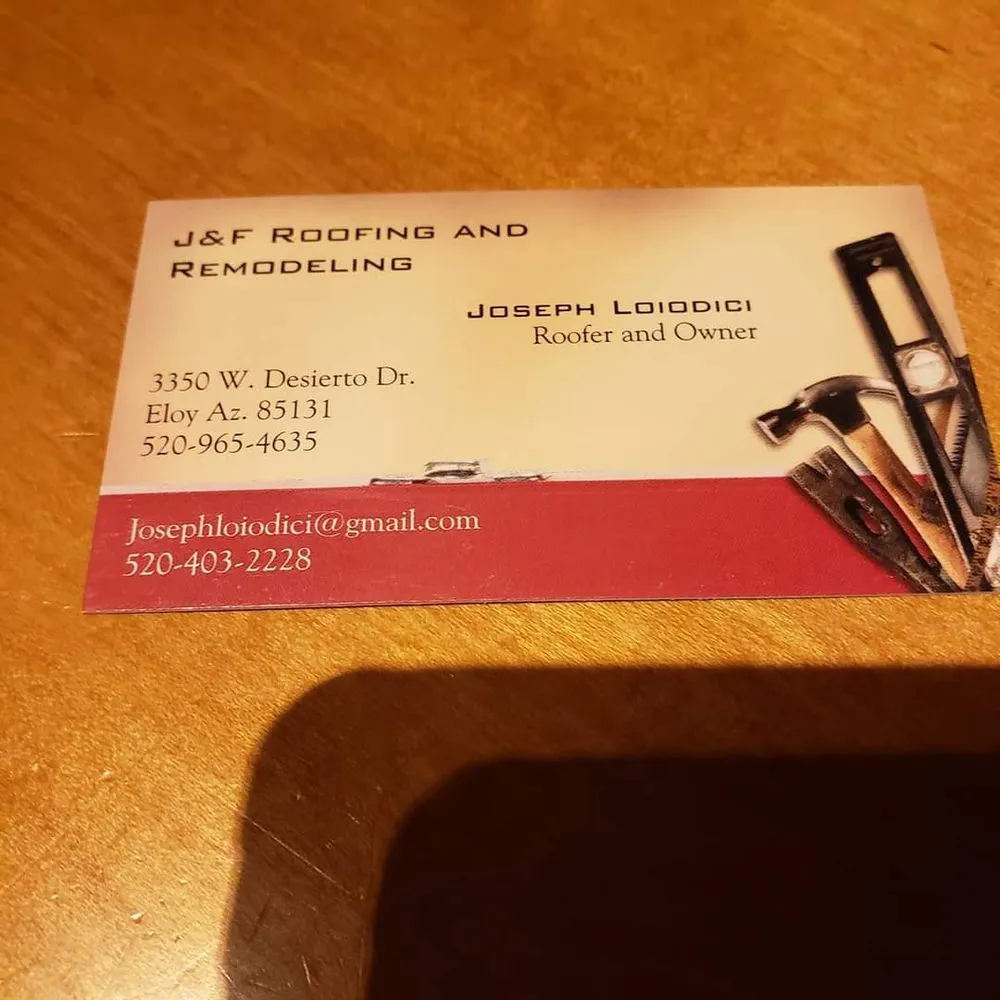 J&F Roofing and
Remodeling
Joseph Loiodici
Roofer and Owner
3350 W. Desierto Dr.
Eloy Az. 85131
520-965-4635
Josephloiodici@gmail.com
520-403-2228